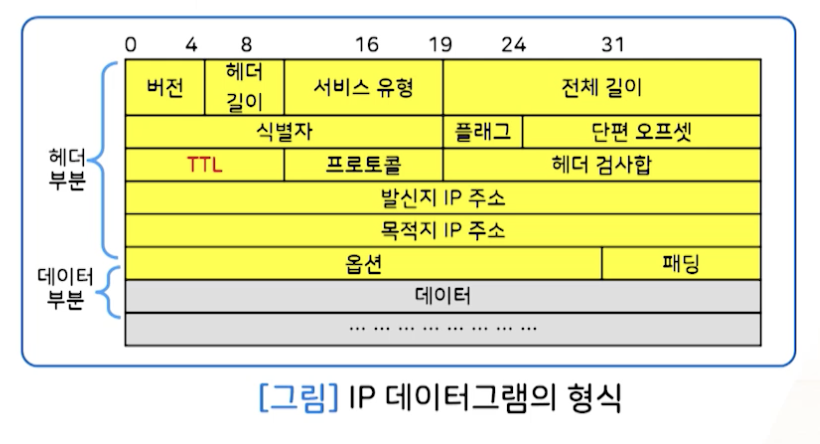 0 4 8 16 19 24 31
버전 헤더 길이 서비스 유형 전체 길이
식별자 플래그 단편 오프셋
헤더 부분
TTL 프로토콜 헤더 검사합
발신지 IP 주소
목적지 IP 주소
옵션 패딩
데이터 부분
데이터
... ... ... ... ... ... ... ...
[그림] IP 데이터그램의 형식